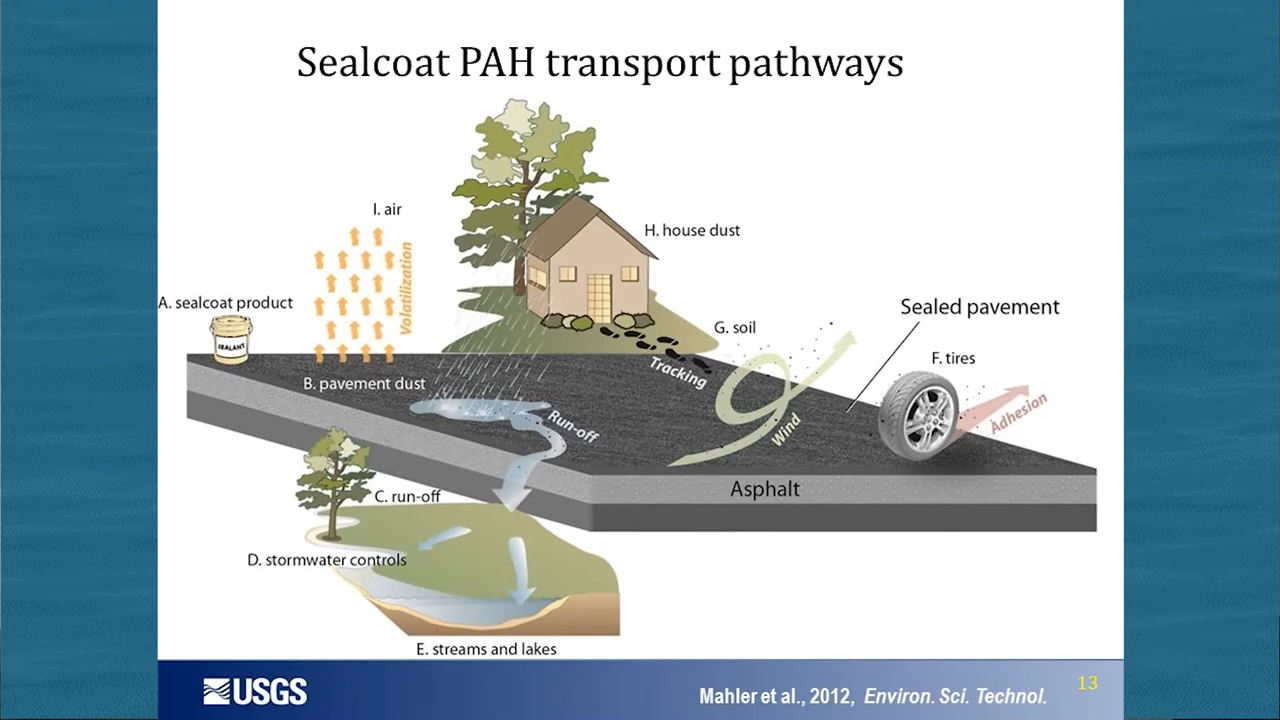 Sealcoat PAH transport pathways
I. air
H. house dust
Volatilization
A. sealcoat product
SEALANT
Sealed pavement
G. soil
F. tires
Tracking
B. pavement dust
Run-off
Wind
Adhesion
Asphalt
C. run-off
D. stormwater controls
E. streams and lakes
USGS
Mahler et al., 2012, Environ. Sci. Technol.
13